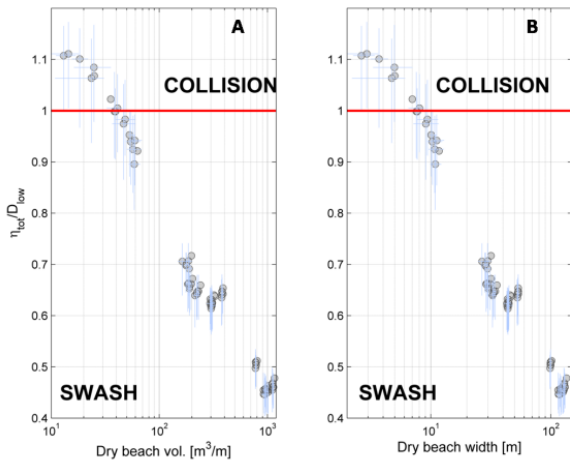 A
B
COLLISION
COLLISION
1.1
1
0.9
0.8
0.7
0.6
0.5
0.4
η_tot/D_low
SWASH
SWASH
10^1 10^2 10^3
10^1 10^2
Dry beach vol. [m^3/m]
Dry beach width [m]